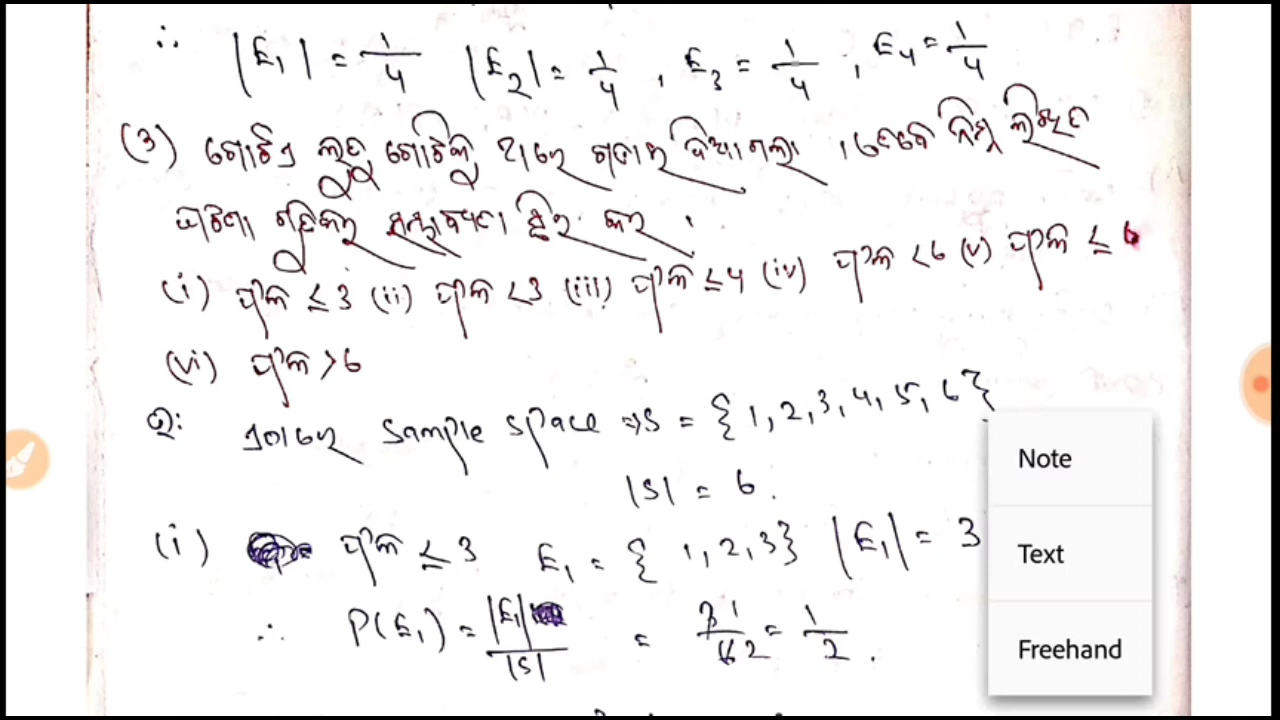 ∴ |E₁| = 1/4 |E₂| = 1/4 , E₃ = 1/4 , E₄ = 1/4
(୩) ଗୋଟିଏ ଲୁଡୁ ଗୋଟିକୁ ଥରେ ଗଡାଇ ଦିଆଗଲା । ତେବେ ନିମ୍ନ ଲିଖିତ
ଘଟଣା ଗୁଡିକର ସମ୍ଭାବ୍ୟତା ସ୍ଥିର କର ।
(i) ଫଳ ≤ 3 (ii) ଫଳ < 3 (iii) ଫଳ ≤ 4 (iv) ଫଳ < 6 (v) ଫଳ ≤ 6
(vi) ଫଳ > 6
ଉ: ଏଠାରେ Sample space ⇒ S = { 1, 2, 3, 4, 5, 6 }
|S| = 6 .
(i) ଫଳ ≤ 3 E₁ = { 1, 2, 3 } |E₁| = 3
∴ P(E₁) = |E₁|/|S| = 3 1/6 2 = 1/2 .
Note
Text
Freehand